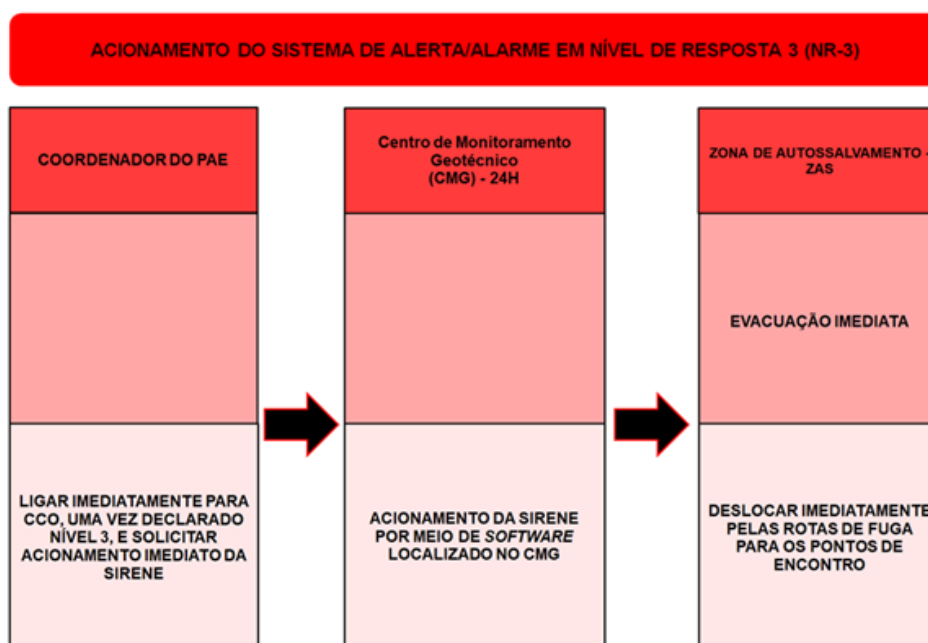 ACIONAMENTO DO SISTEMA DE ALERTA/ALARME EM NÍVEL DE RESPOSTA 3 (NR-3)
COORDENADOR DO PAE
LIGAR IMEDIATAMENTE PARA
CCO, UMA VEZ DECLARADO
NÍVEL 3, E SOLICITAR
ACIONAMENTO IMEDIATO DA
SIRENE
Centro de Monitoramento
Geotécnico
(CMG) - 24H
ACIONAMENTO DA SIRENE
POR MEIO DE SOFTWARE
LOCALIZADO NO CMG
ZONA DE AUTOSSALVAMENTO -
ZAS
EVACUAÇÃO IMEDIATA
DESLOCAR IMEDIATAMENTE
PELAS ROTAS DE FUGA
PARA OS PONTOS DE
ENCONTRO